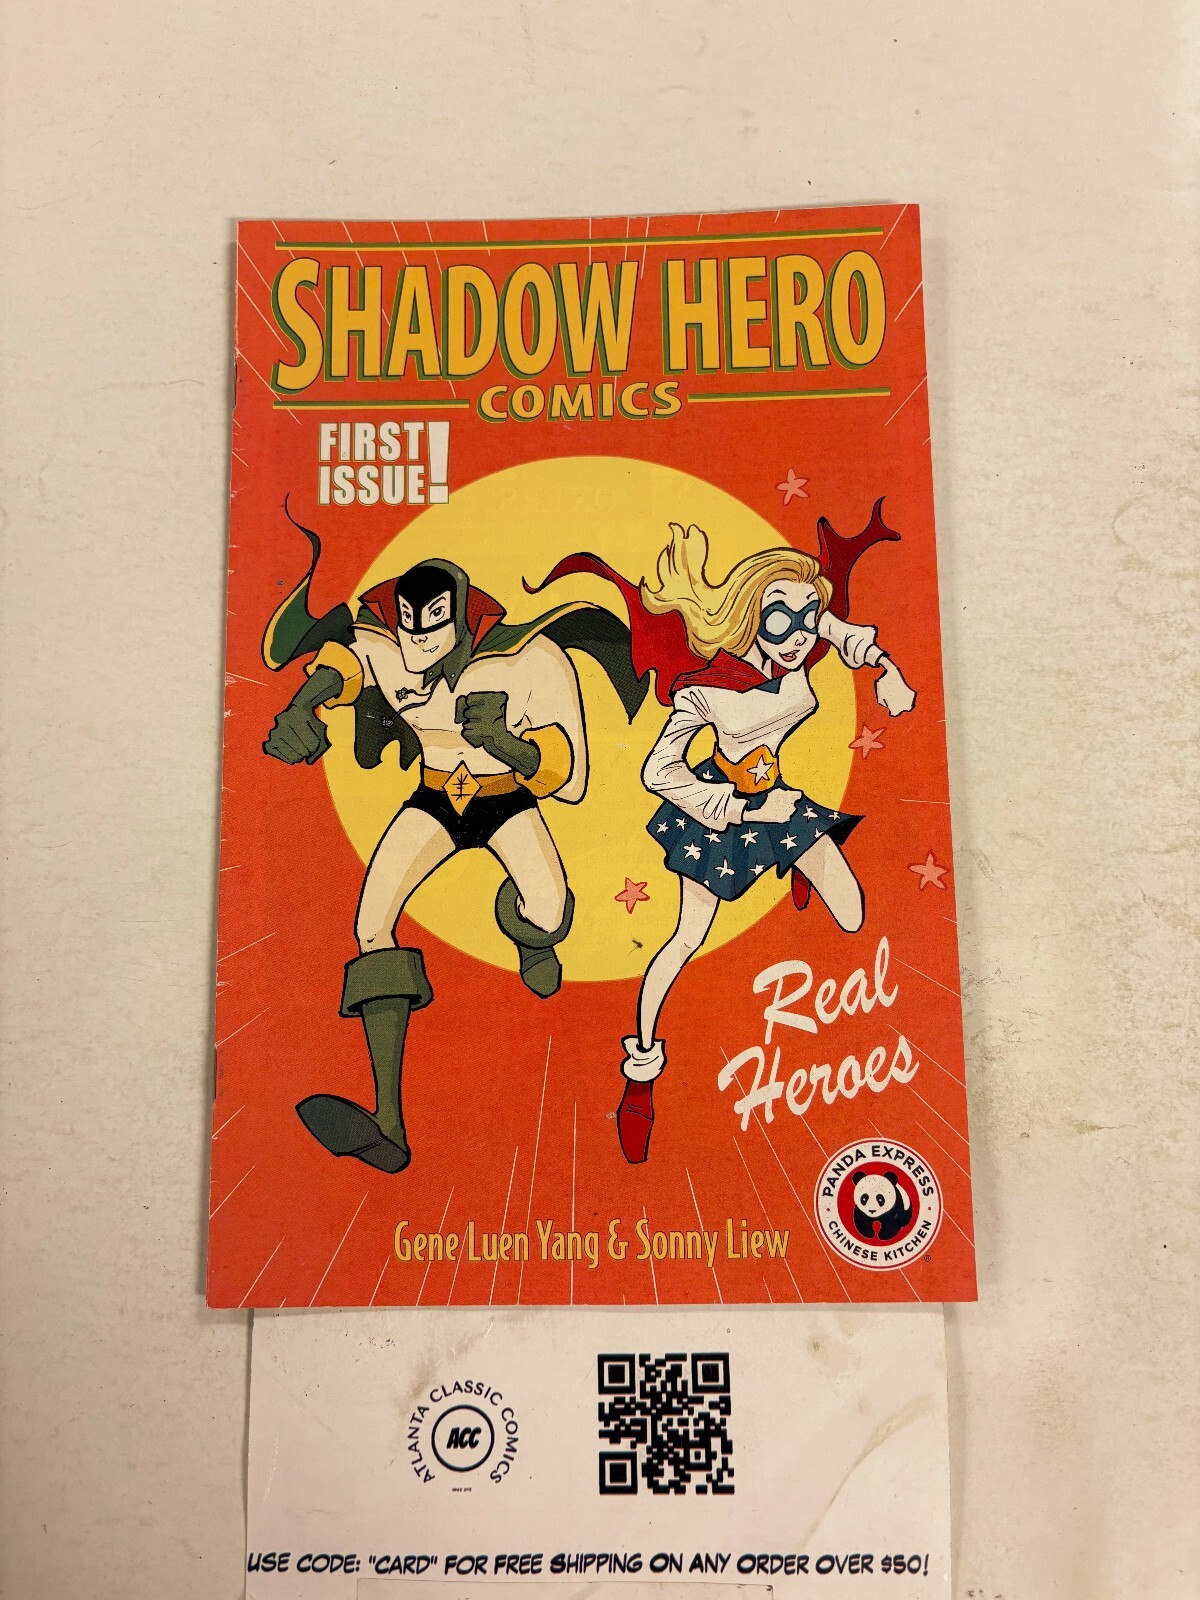 SHADOW HERO
COMICS
FIRST
ISSUE!
Real
Heroes
PANDA EXPRESS
CHINESE KITCHEN
®
Gene Luen Yang & Sonny Liew
ATLANTA CLASSIC COMICS
ACC
USE CODE: "CARD" FOR FREE SHIPPING ON ANY ORDER OVER $50!